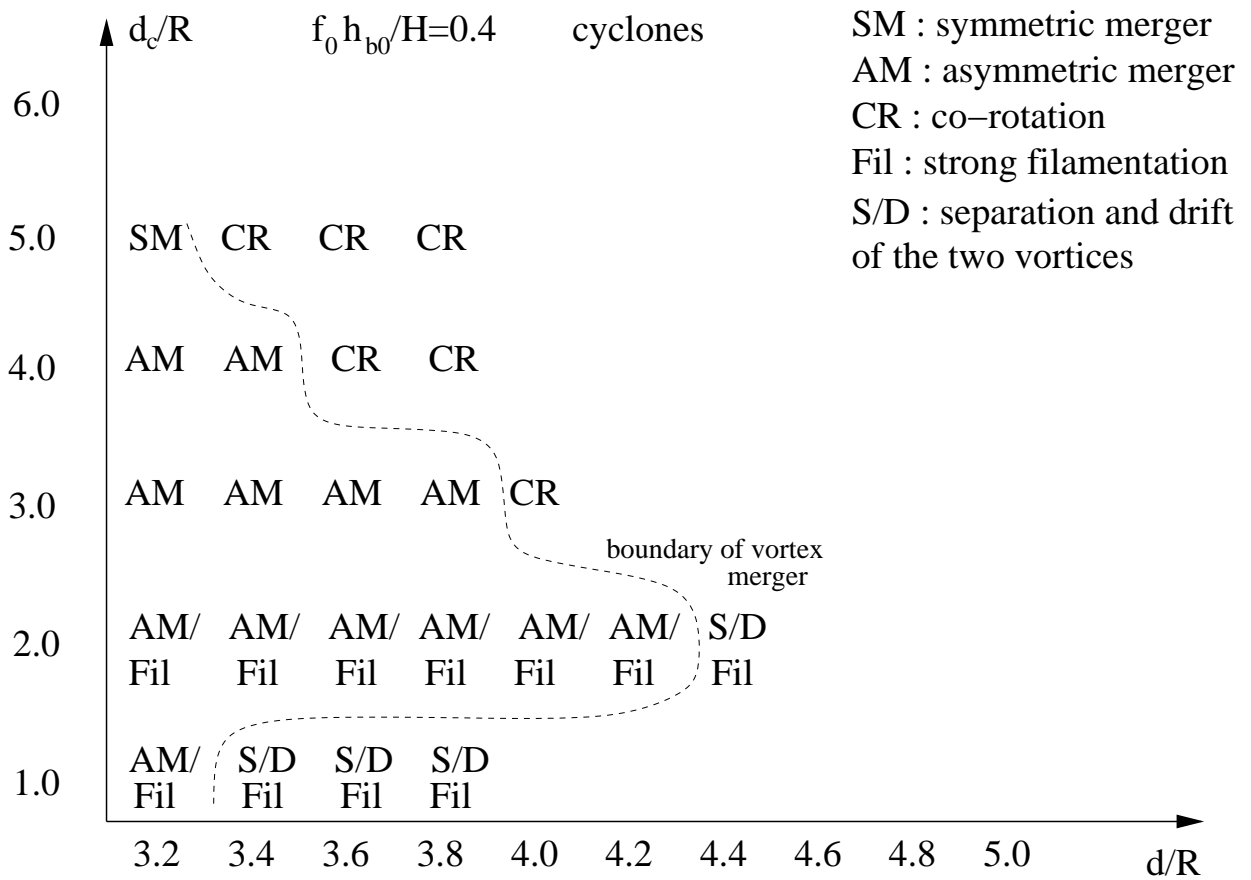 d_c/R f_0 h_b0/H=0.4 cyclones
SM : symmetric merger
AM : asymmetric merger
CR : co−rotation
Fil : strong filamentation
S/D : separation and drift
of the two vortices
6.0
5.0 SM CR CR CR
4.0 AM AM CR CR
3.0 AM AM AM AM CR
boundary of vortex
merger
2.0 AM/ AM/ AM/ AM/ AM/ AM/ S/D
Fil Fil Fil Fil Fil Fil Fil
1.0 AM/ S/D S/D S/D
Fil Fil Fil Fil
3.2 3.4 3.6 3.8 4.0 4.2 4.4 4.6 4.8 5.0 d/R